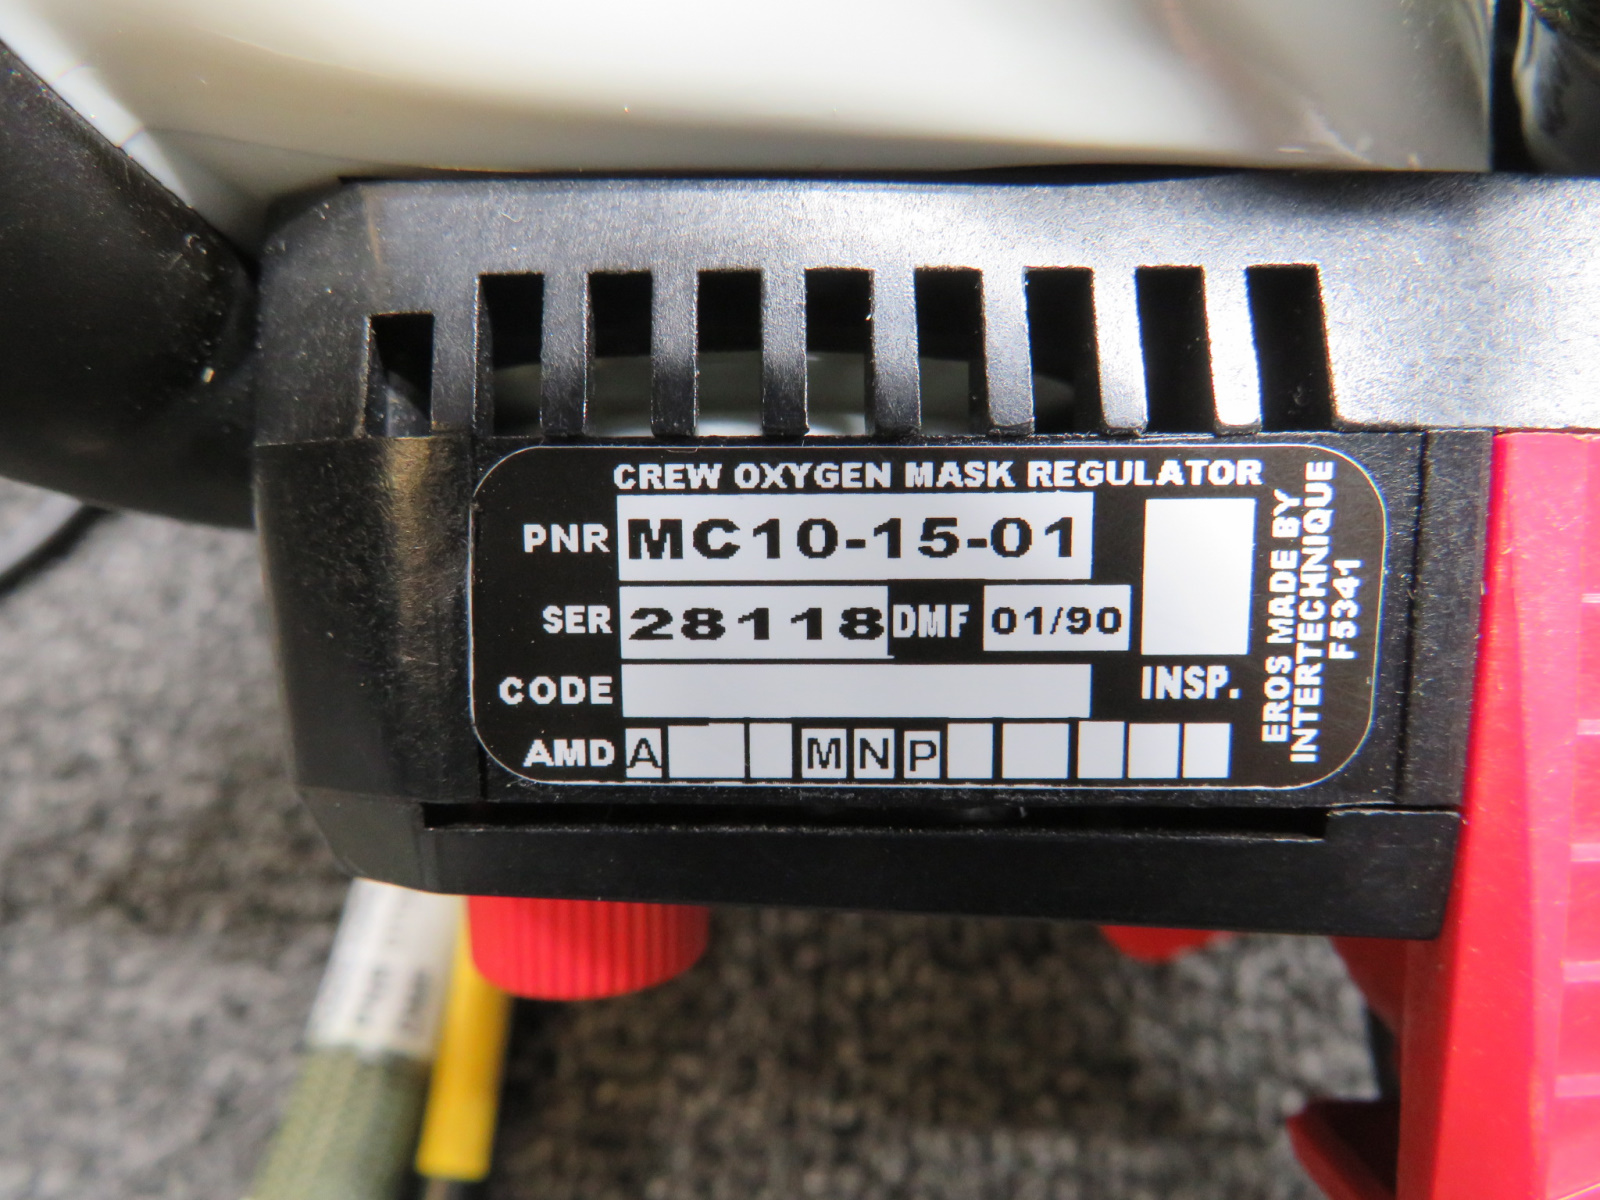 CREW OXYGEN MASK REGULATOR
PNR MC10-15-01
SER 28118 DMF 01/90
CODE
INSP.
AMD A M N P
EROS MADE BY
INTERTECHNIQUE
F5341